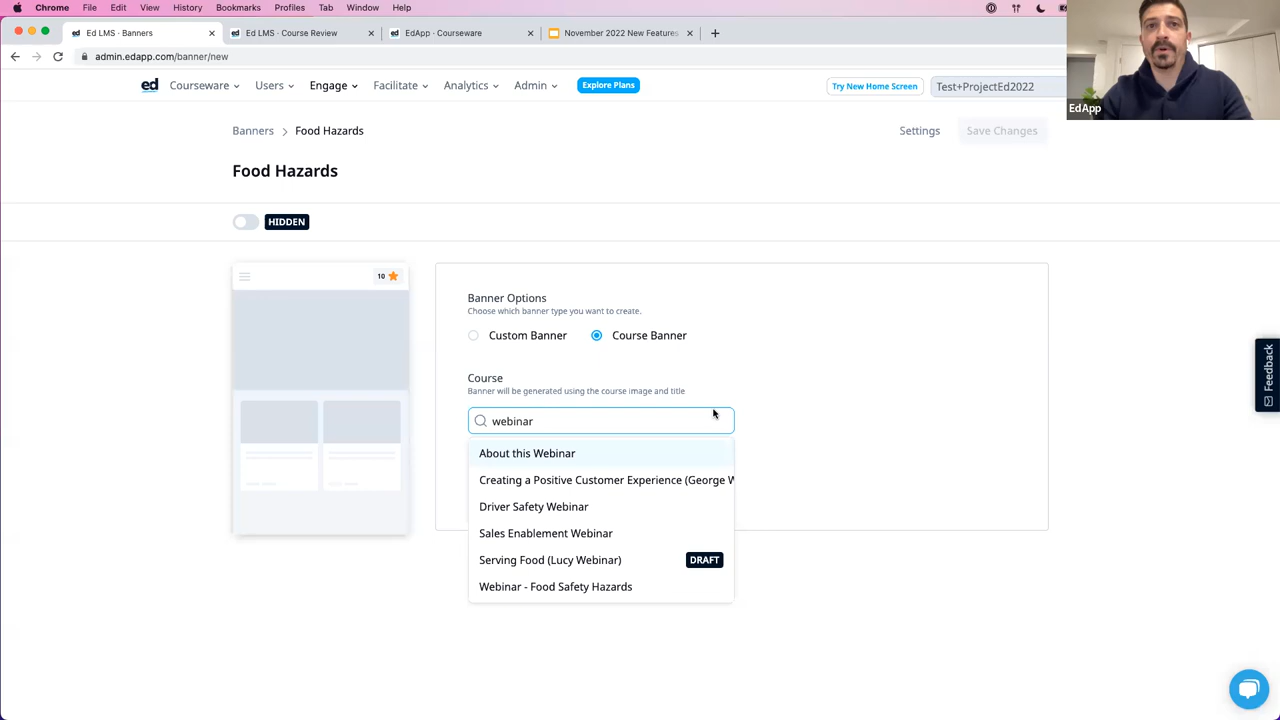 Chrome File Edit View History Bookmarks Profiles Tab Window Help
Ed LMS - Banners
Ed LMS - Course Review
EdApp - Courseware
November 2022 New Features
admin.edapp.com/banner/new
ed Courseware Users Engage Facilitate Analytics Admin Explore Plans Try New Home Screen Test+ProjectEd2022
EdApp
Banners > Food Hazards Settings Save Changes
Food Hazards
HIDDEN
10
Banner Options
Choose which banner type you want to create.
Custom Banner Course Banner
Course
Banner will be generated using the course image and title
webinar
About this Webinar
Creating a Positive Customer Experience (George W
Driver Safety Webinar
Sales Enablement Webinar
Serving Food (Lucy Webinar) DRAFT
Webinar - Food Safety Hazards
Feedback